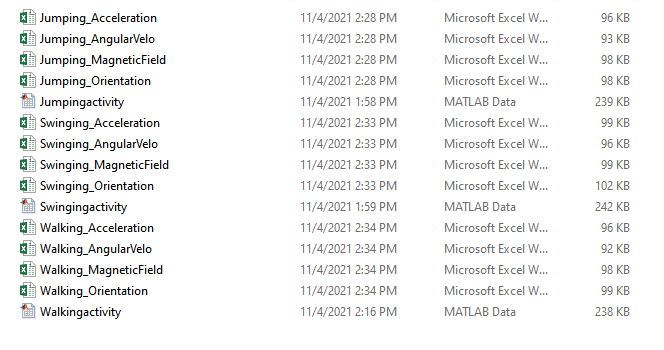 Jumping_Acceleration 11/4/2021 2:28 PM Microsoft Excel W... 96 KB
Jumping_AngularVelo 11/4/2021 2:28 PM Microsoft Excel W... 93 KB
Jumping_MagneticField 11/4/2021 2:28 PM Microsoft Excel W... 98 KB
Jumping_Orientation 11/4/2021 2:28 PM Microsoft Excel W... 98 KB
Jumpingactivity 11/4/2021 1:58 PM MATLAB Data 239 KB
Swinging_Acceleration 11/4/2021 2:33 PM Microsoft Excel W... 99 KB
Swinging_AngularVelo 11/4/2021 2:33 PM Microsoft Excel W... 96 KB
Swinging_MagneticField 11/4/2021 2:33 PM Microsoft Excel W... 99 KB
Swinging_Orientation 11/4/2021 2:33 PM Microsoft Excel W... 102 KB
Swingingactivity 11/4/2021 1:59 PM MATLAB Data 242 KB
Walking_Acceleration 11/4/2021 2:34 PM Microsoft Excel W... 96 KB
Walking_AngularVelo 11/4/2021 2:34 PM Microsoft Excel W... 92 KB
Walking_MagneticField 11/4/2021 2:34 PM Microsoft Excel W... 98 KB
Walking_Orientation 11/4/2021 2:34 PM Microsoft Excel W... 99 KB
Walkingactivity 11/4/2021 2:16 PM MATLAB Data 238 KB